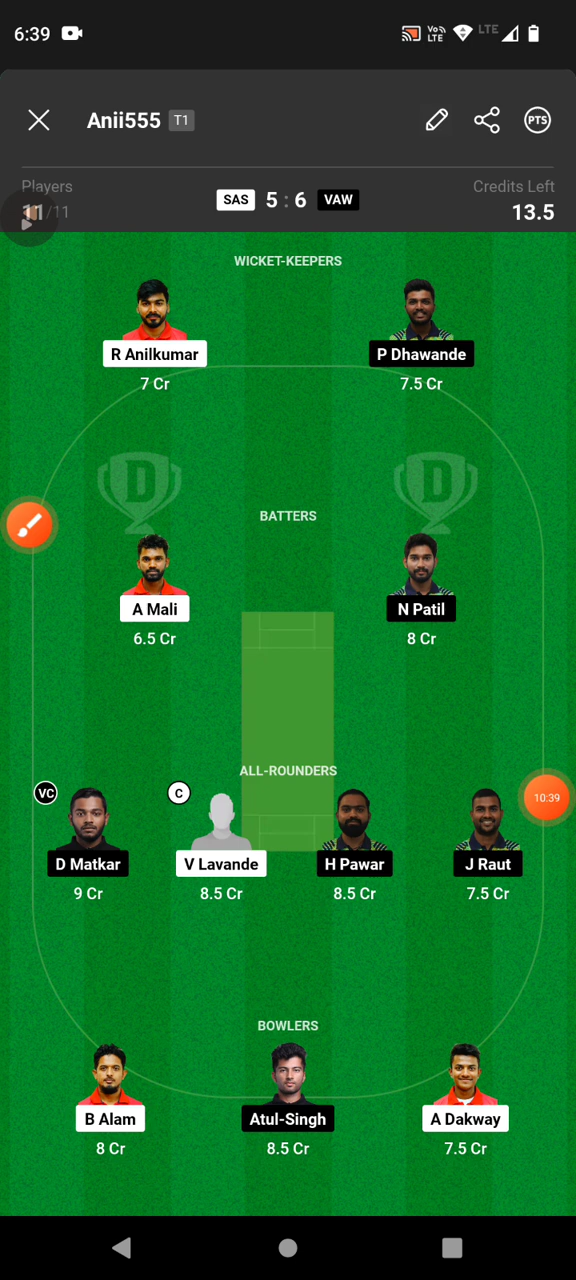 6:39
Vo
LTE
LTE
Anii555 T1
PTS
Players
Credits Left
11/11
SAS 5 : 6 VAW
13.5
WICKET-KEEPERS
R Anilkumar
P Dhawande
7 Cr
7.5 Cr
D
D
BATTERS
A Mali
N Patil
6.5 Cr
8 Cr
ALL-ROUNDERS
VC
C
10:39
D Matkar
V Lavande
H Pawar
J Raut
9 Cr
8.5 Cr
8.5 Cr
7.5 Cr
BOWLERS
B Alam
Atul-Singh
A Dakway
8 Cr
8.5 Cr
7.5 Cr